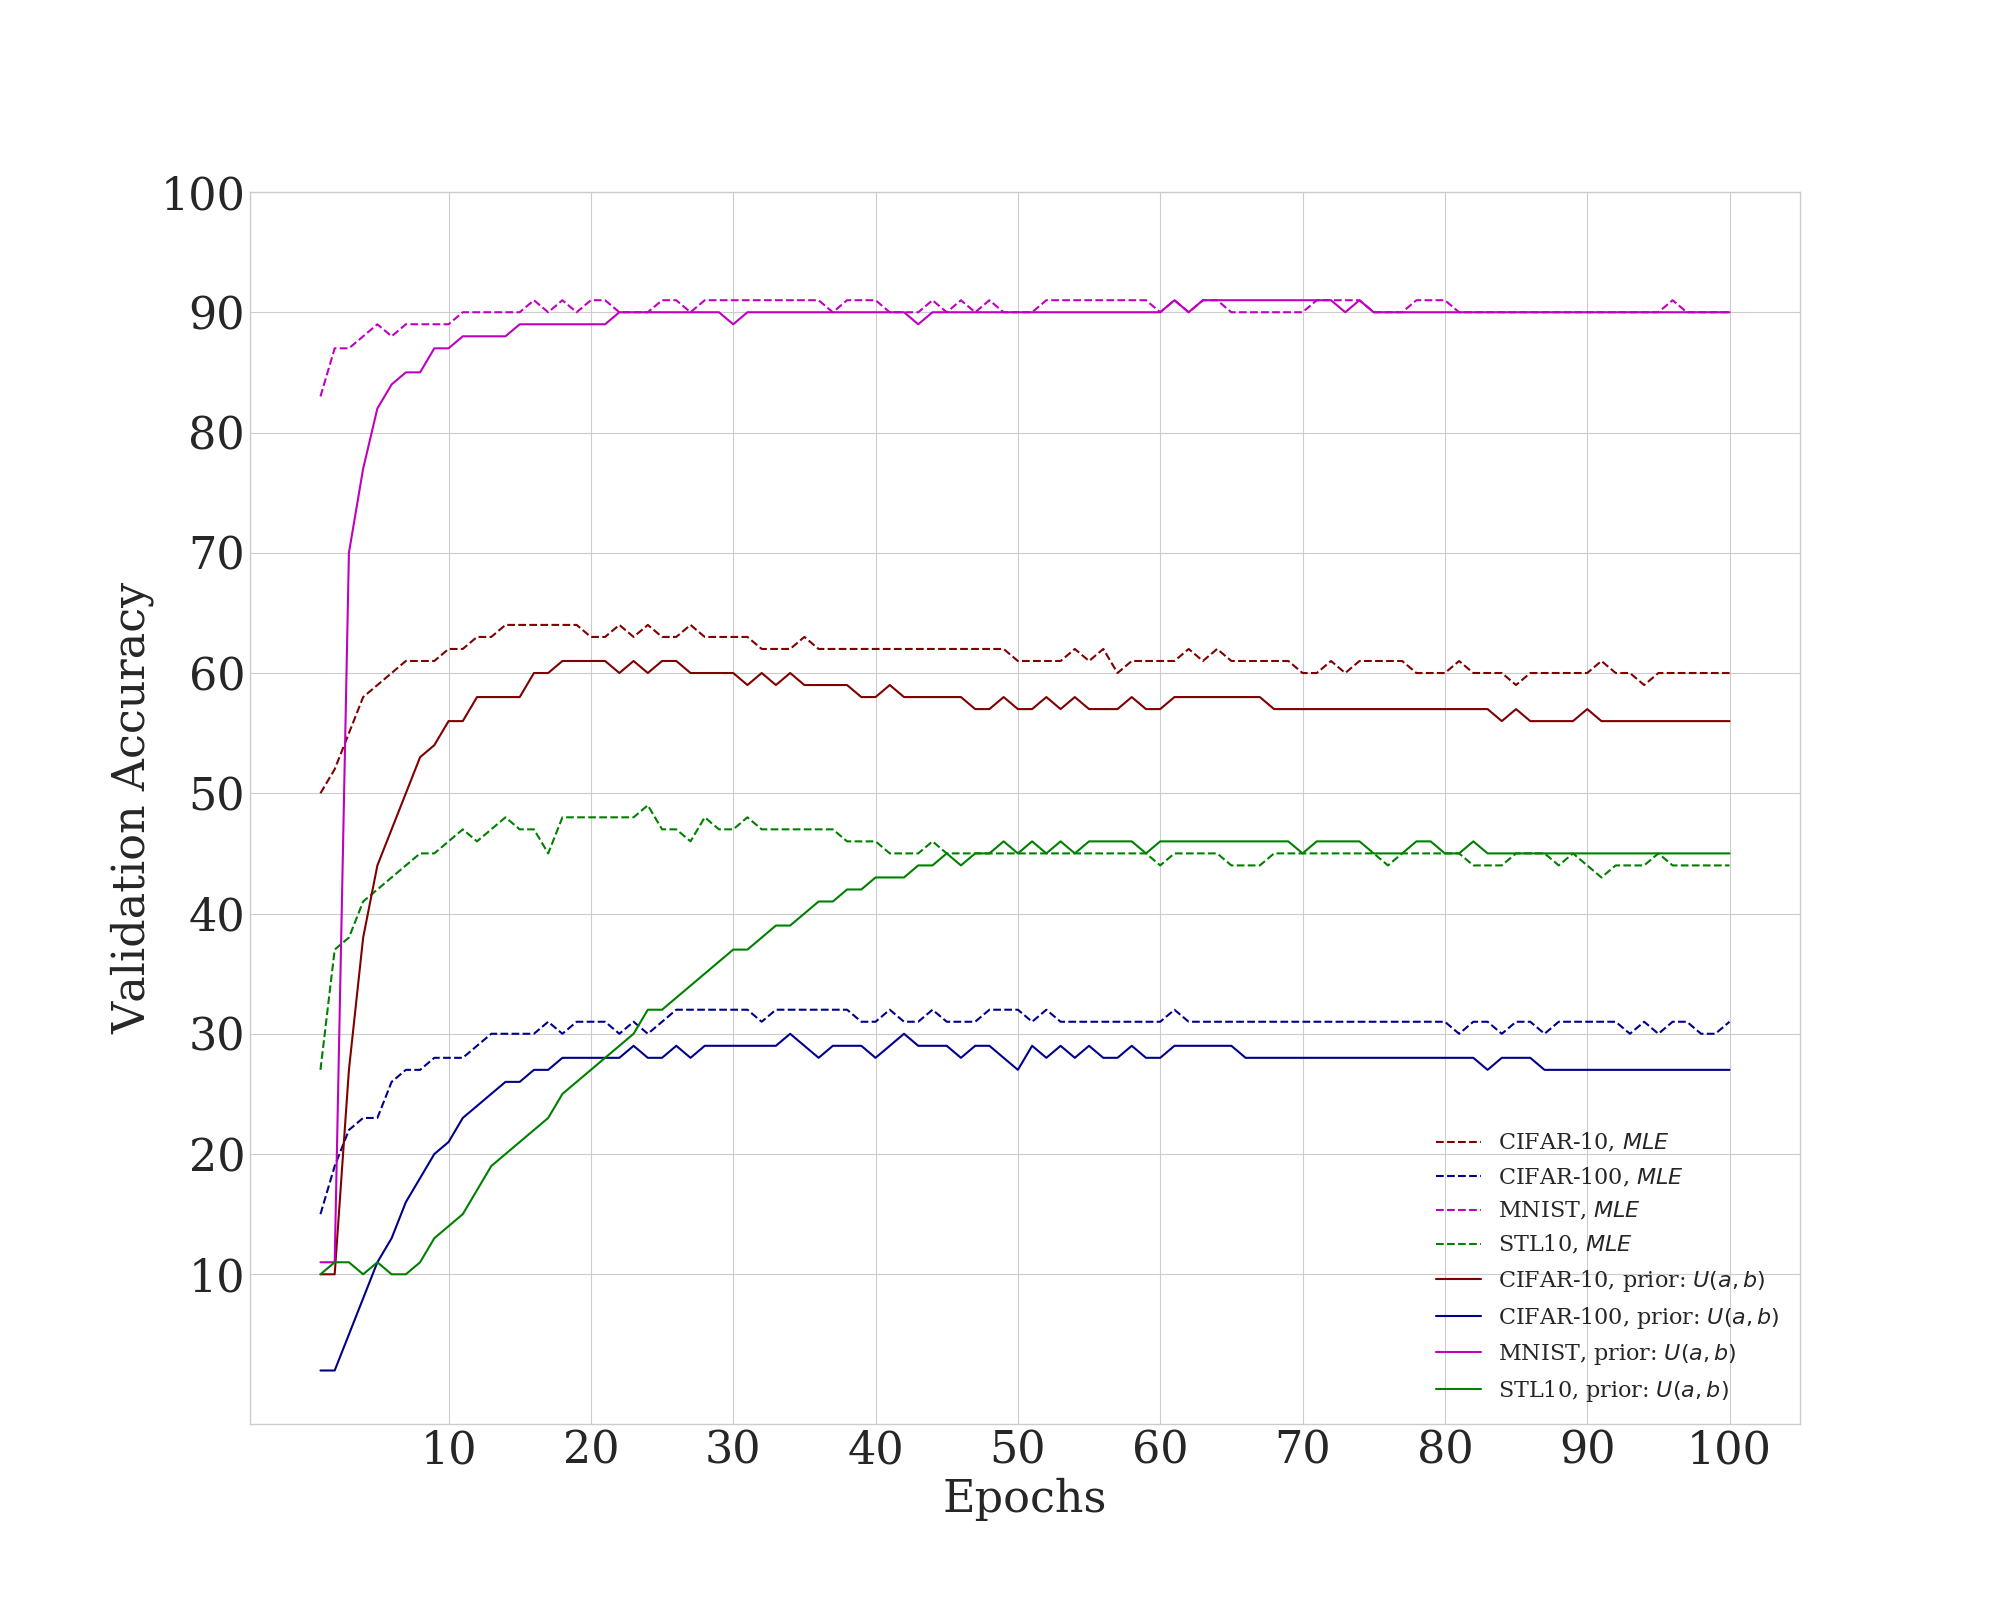 100
90
80
70
60
50
40
30
20
10
Validation Accuracy
CIFAR-10, MLE
CIFAR-100, MLE
MNIST, MLE
STL10, MLE
CIFAR-10, prior: U(a, b)
CIFAR-100, prior: U(a, b)
MNIST, prior: U(a, b)
STL10, prior: U(a, b)
10 20 30 40 50 60 70 80 90 100
Epochs